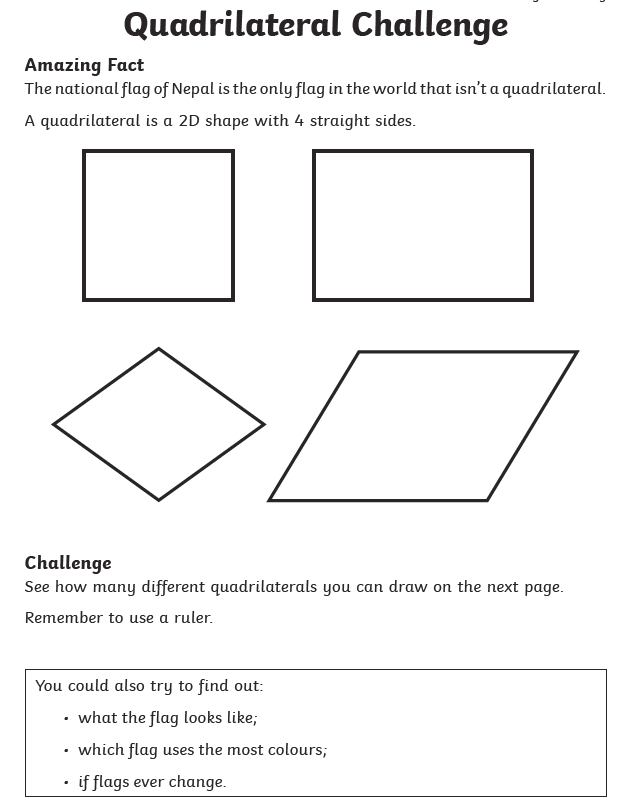 Quadrilateral Challenge
Amazing Fact
The national flag of Nepal is the only flag in the world that isn't a quadrilateral.
A quadrilateral is a 2D shape with 4 straight sides.
Challenge
See how many different quadrilaterals you can draw on the next page.
Remember to use a ruler.
You could also try to find out:
• what the flag looks like;
• which flag uses the most colours;
• if flags ever change.